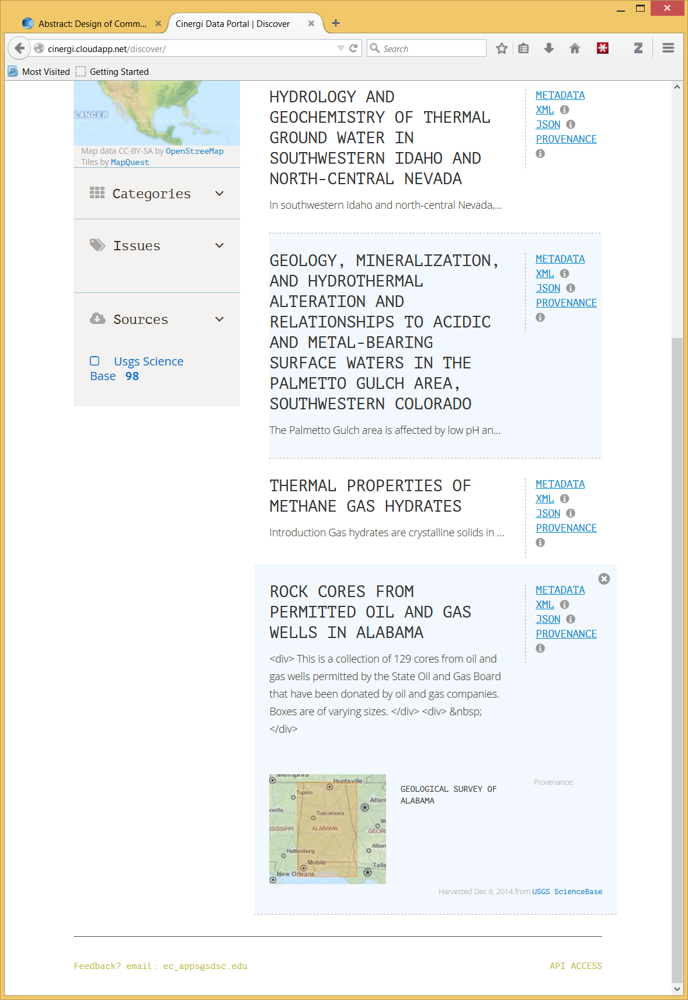 Abstract: Design of Comm...
Cinergi Data Portal | Discover
cinergi.cloudapp.net/discover/
Search
Z
Most Visited
Getting Started
CANCER
Map data CC-BY-SA by OpenStreeMap
Tiles by MapQuest
Categories
Issues
Sources
Usgs Science
Base 98
HYDROLOGY AND
GEOCHEMISTRY OF THERMAL
GROUND WATER IN
SOUTHWESTERN IDAHO AND
NORTH-CENTRAL NEVADA
In southwestern Idaho and north-central Nevada,...
METADATA
XML
JSON
PROVENANCE
GEOLOGY, MINERALIZATION,
AND HYDROTHERMAL
ALTERATION AND
RELATIONSHIPS TO ACIDIC
AND METAL-BEARING
SURFACE WATERS IN THE
PALMETTO GULCH AREA,
SOUTHWESTERN COLORADO
The Palmetto Gulch area is affected by low pH an...
METADATA
XML
JSON
PROVENANCE
THERMAL PROPERTIES OF
METHANE GAS HYDRATES
Introduction Gas hydrates are crystalline solids in ...
METADATA
XML
JSON
PROVENANCE
ROCK CORES FROM
PERMITTED OIL AND GAS
WELLS IN ALABAMA
<div> This is a collection of 129 cores from oil and
gas wells permitted by the State Oil and Gas Board
that have been donated by oil and gas companies.
Boxes are of varying sizes. </div> <div> &nbsp;
</div>
METADATA
XML
JSON
PROVENANCE
Memphis
Huntsville
Tupelo
Atlan
nville
Tuscaloosa
M
SSISSIPPI
ALABAMA
GEOR
Alban
Hattiesburg
Mobile
Talla
New Orleans
GEOLOGICAL SURVEY OF
ALABAMA
Provenance:
Harvested Dec 8, 2014 from USGS ScienceBase
Feedback? email: ec_apps@sdsc.edu
API ACCESS